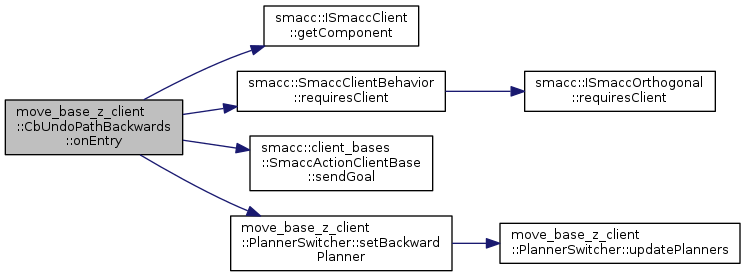 smacc::ISmaccClient
::getComponent
smacc::SmaccClientBehavior
::requiresClient
smacc::ISmaccOrthogonal
::requiresClient
move_base_z_client
::CbUndoPathBackwards
::onEntry
smacc::client_bases
::SmaccActionClientBase
::sendGoal
move_base_z_client
::PlannerSwitcher::setBackward
Planner
move_base_z_client
::PlannerSwitcher::updatePlanners